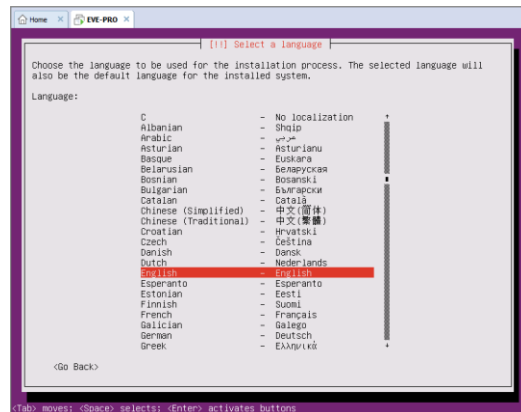 Home × EVE-PRO ×
[!!] Select a language
Choose the language to be used for the installation process. The selected language will
also be the default language for the installed system.
Language:
C - No localization
Albanian - Shqip
Arabic - عربي
Asturian - Asturianu
Basque - Euskara
Belarusian - Беларуская
Bosnian - Bosanski
Bulgarian - Български
Catalan - Català
Chinese (Simplified) - 中文(简体)
Chinese (Traditional) - 中文(繁體)
Croatian - Hrvatski
Czech - Čeština
Danish - Dansk
Dutch - Nederlands
English - English
Esperanto - Esperanto
Estonian - Eesti
Finnish - Suomi
French - Français
Galician - Galego
German - Deutsch
Greek - Ελληνικά
<Go Back>
<Tab> moves; <Space> selects; <Enter> activates buttons